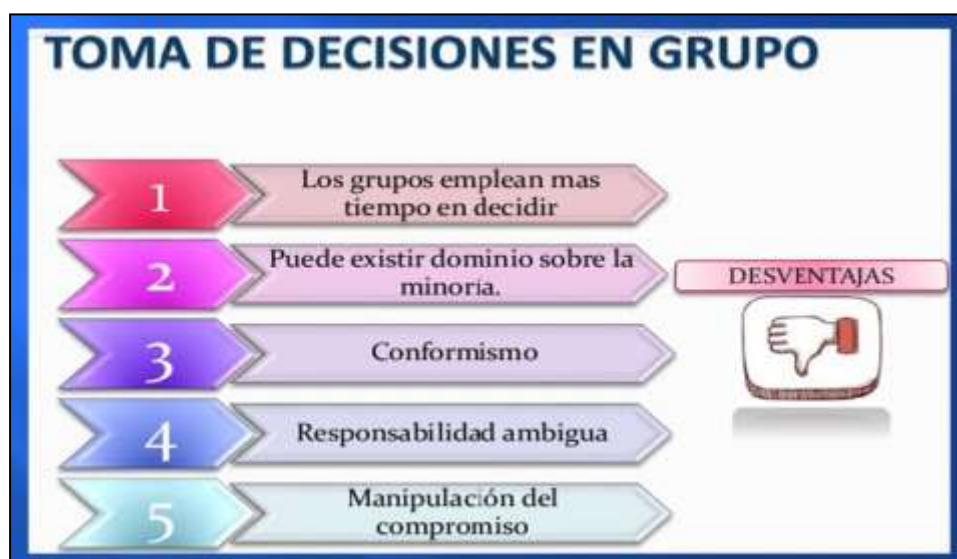 TOMA DE DECISIONES EN GRUPO
1
Los grupos emplean mas
tiempo en decidir
2
Puede existir dominio sobre la
minoría.
3
Conformismo
4
Responsabilidad ambigua
5
Manipulación del
compromiso
DESVENTAJAS